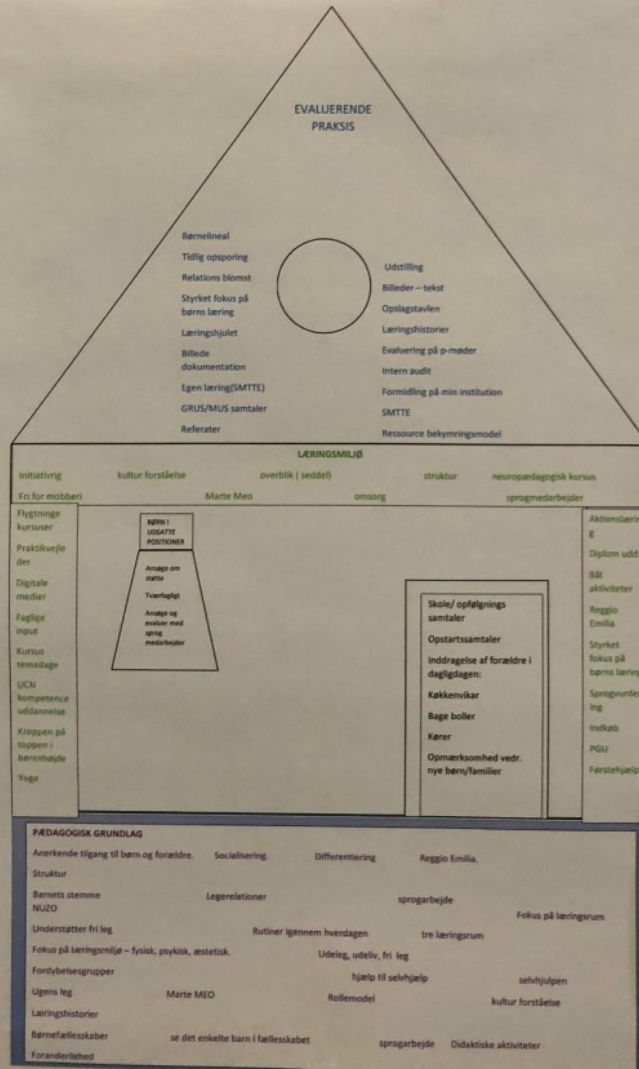 EVALUERENDE
PRAKSIS
Børnelineal
Tidlig opsporing
Relations blomst
Styrket fokus på
børns læring
Læringshjulet
Billede
dokumentation
Egen læring(SMTTE)
GRUS/MUS samtaler
Referater
Udstilling
Billeder – tekst
Opslagstavlen
Læringshistorier
Evaluering på p-møder
Intern audit
Formidling på min institution
SMTTE
Ressource bekymringsmodel
LÆRINGSMILJØ
Initiativrig kultur forståelse overblik ( seddel) struktur neuropædagogisk kursus
Fri for mobberi Marte Meo omsorg sprogmedarbejder
Flygtninge
kursuser
Praktikvejle
der
Digitale
medier
Faglige
input
Kursus
temadage
UCN
kompetence
uddannelse
Kroppen på
toppen i
børenhøjde
Yoga
BØRN I
UDSATTE
POSITIONER
Ansøge om
støtte
Tværfagligt
Ansøge og
evaluer med
sprog
medarbejder
Skole/ opfølgnings
samtaler
Opstartssamtaler
Inddragelse af forældre i
dagligdagen:
Køkkenvikar
Bage boller
Kører
Opmærksomhed vedr.
nye børn/familier
Aktionslærin
g
Diplom udd
Bål
aktiviteter
Reggio
Emilia
Styrket
fokus på
børns læring
Sprogvurder
ing
Indkøb
PGU
Førstehjælp
PÆDAGOGISK GRUNDLAG
Anerkende tilgang til børn og forældre. Socialisering. Differentiering Reggio Emilia.
Struktur
Barnets stemme Legerelationer sprogarbejde
NUZO Fokus på læringsrum
Understøtter fri leg Rutiner igennem hverdagen tre læringsrum
Fokus på læringsmiljø – fysisk, psykisk, æstetisk. Udeleg, udeliv, fri leg
Fordybelsesgrupper hjælp til selvhjælp selvhjulpen
Ugens leg Marte MEO Rollemodel kultur forståelse
Læringshistorier
Børnefællesskaber se det enkelte barn i fællesskabet sprogarbejde Didaktiske aktiviteter
Foranderlighed